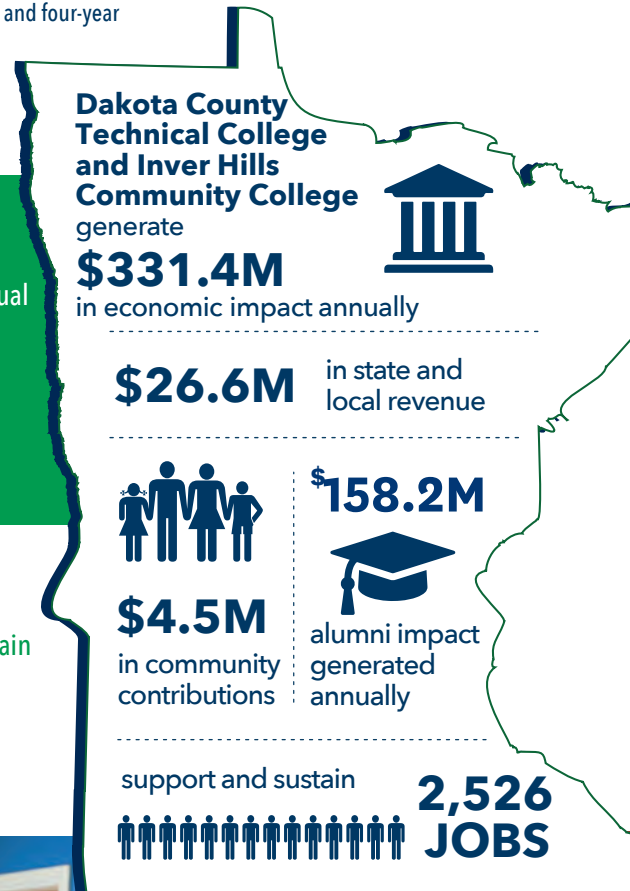 and four-year
Dakota County
Technical College
and Inver Hills
Community College
generate
$331.4M
in economic impact annually
$26.6M
in state and
local revenue
$4.5M
in community
contributions
$158.2M
alumni impact
generated
annually
support and sustain
2,526
JOBS